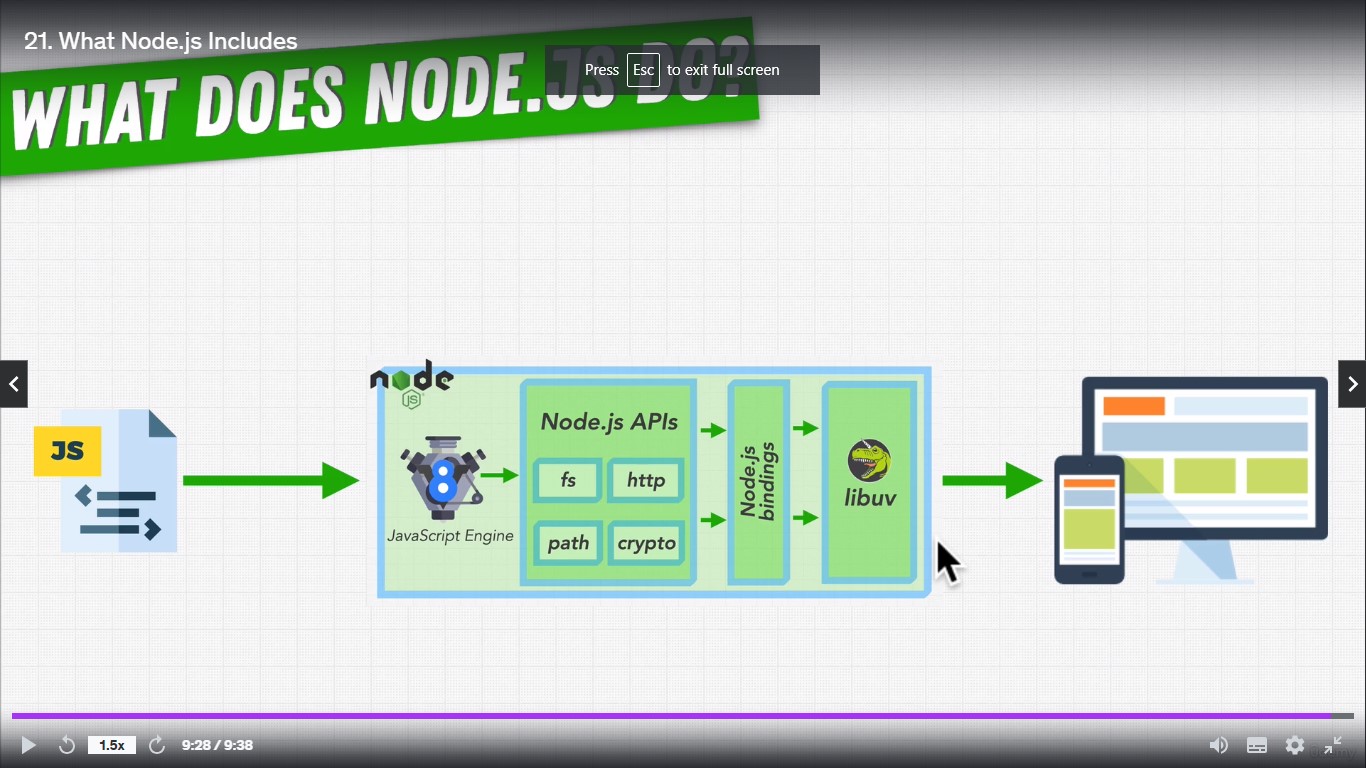 21. What Node.js Includes
Press Esc to exit full screen
WHAT DOES NODE.JS DO?
node
JS
JS
Node.js APIs
8
fs
http
Node.js
bindings
libuv
JavaScript Engine
path
crypto
1.5x
9:28 / 9:38